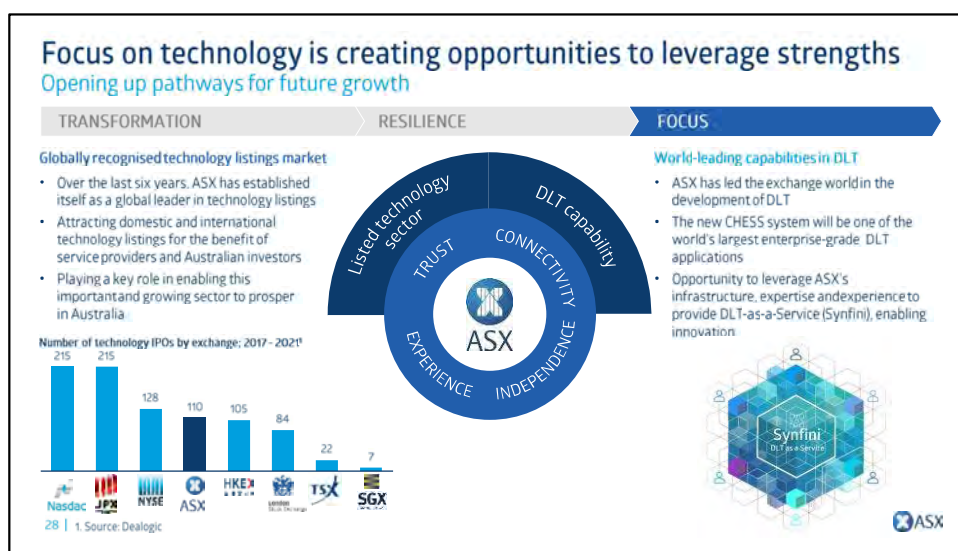 Focus on technology is creating opportunities to leverage strengths
Opening up pathways for future growth
TRANSFORMATION
RESILIENCE
FOCUS
Globally recognised technology listings market
• Over the last six years, ASX has established
itself as a global leader in technology listings
• Attracting domestic and international
technology listings for the benefit of
service providers and Australian investors
• Playing a key role in enabling this
important and growing sector to prosper
in Australia
Number of technology IPOs by exchange; 2017 - 2021¹
215
215
128
110
105
84
22
7
Nasdaq
JPX
NYSE
ASX
HKEX
London
Stock Exchange
TSX
SGX
28 | 1. Source: Dealogic
Listed technology
sector
DLT capability
TRUST
CONNECTIVITY
EXPERIENCE
INDEPENDENCE
ASX
World-leading capabilities in DLT
• ASX has led the exchange world in the
development of DLT
• The new CHESS system will be one of the
world's largest enterprise-grade DLT
applications
• Opportunity to leverage ASX's
infrastructure, expertise andexperience to
provide DLT-as-a-Service (Synfini), enabling
innovation
Synfini
DLT as a Service
ASX